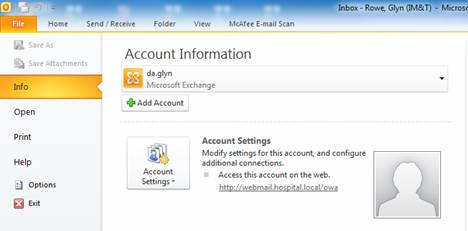 Inbox - Rowe, Glyn (IM&T) - Micros
File Home Send / Receive Folder View McAfee E-mail Scan
Save As
Save Attachments
Info
Open
Print
Help
Options
Exit
Account Information
da.glyn
Microsoft Exchange
Add Account
Account Settings
Account Settings
Modify settings for this account, and configure
additional connections.
Access this account on the web.
http://webmail.hospital.local/owa